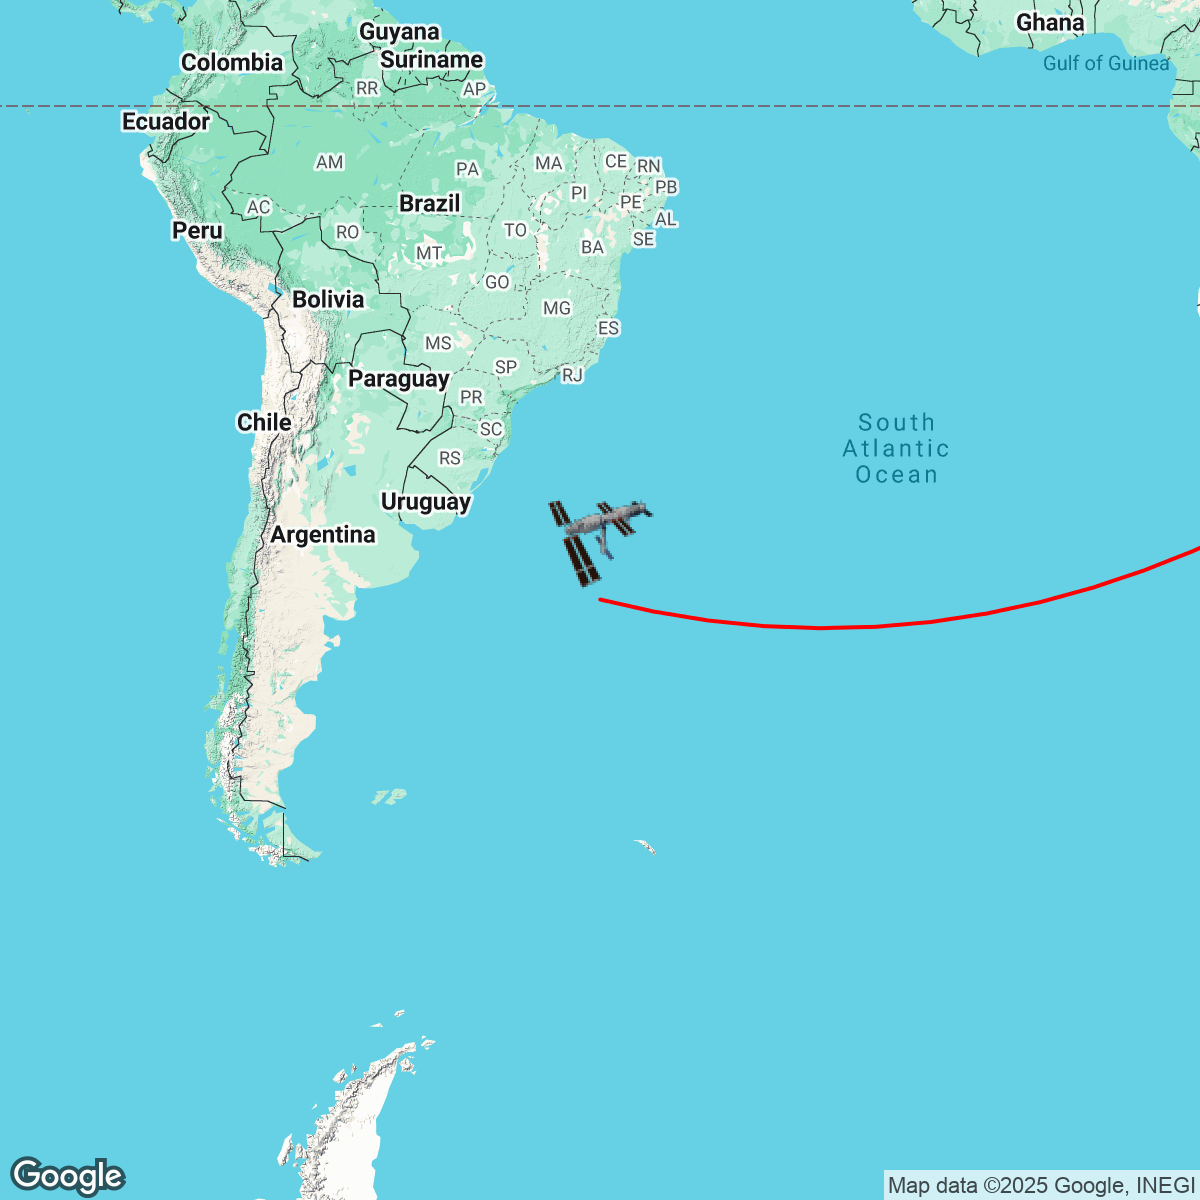 Ghana
Guyana
Colombia
Suriname
Gulf of Guinea
RR
AP
Ecuador
AM
MA
CE
RN
PA
PI
PB
AC
Brazil
PE
AL
Peru
RO
TO
SE
MT
BA
GO
Bolivia
MG
ES
MS
SP
RJ
Paraguay
PR
Chile
SC
South
Atlantic
Ocean
RS
Uruguay
Argentina
Google
Map data ©2025 Google, INEGI